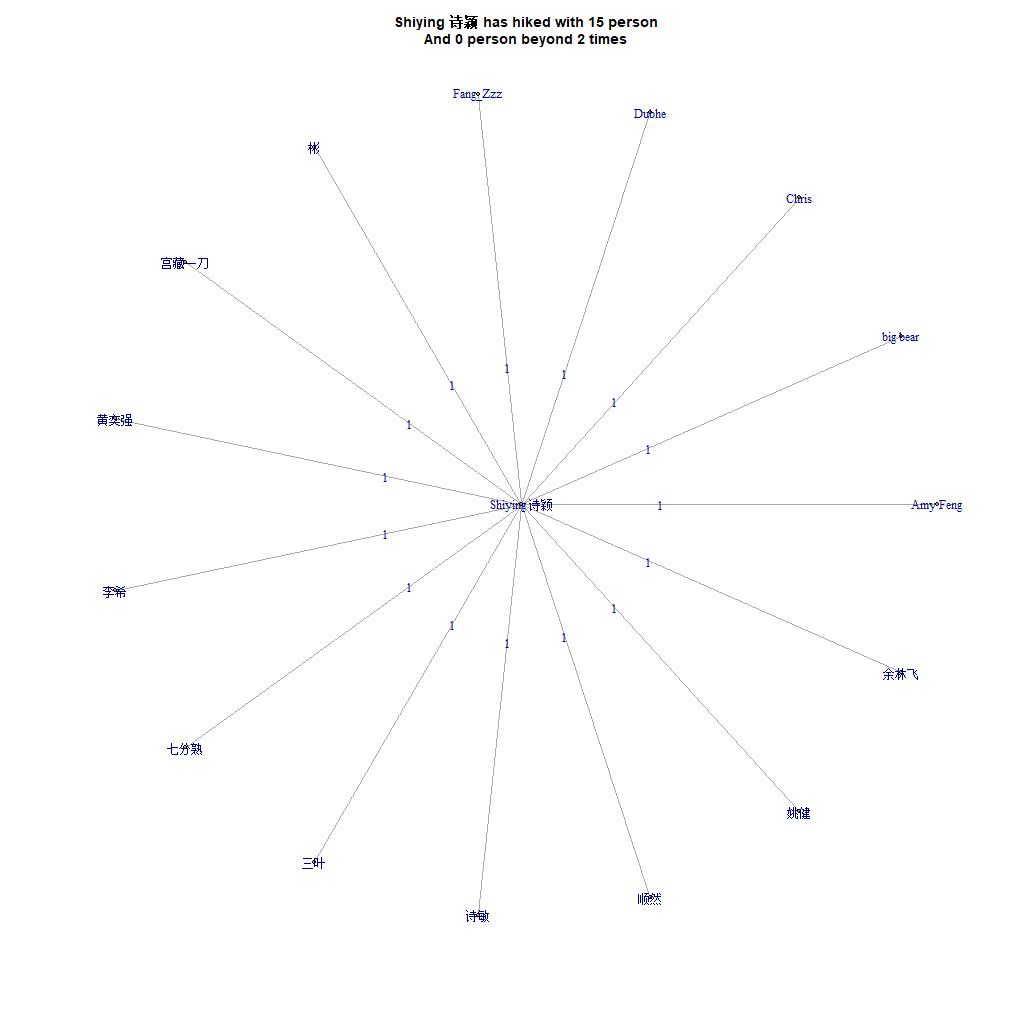 Shiying 诗颖 has hiked with 15 person
And 0 person beyond 2 times
Fang_Zzz
Dubhe
彬
Chris
宫藏一刀
big bear
1
1
1
1
1
黄奕强
1
1
1
Shiying 诗颖
1
Amy Feng
1
1
李希
1
1
1
1
1
余林飞
七分熟
姚健
三叶
顺然
诗敏